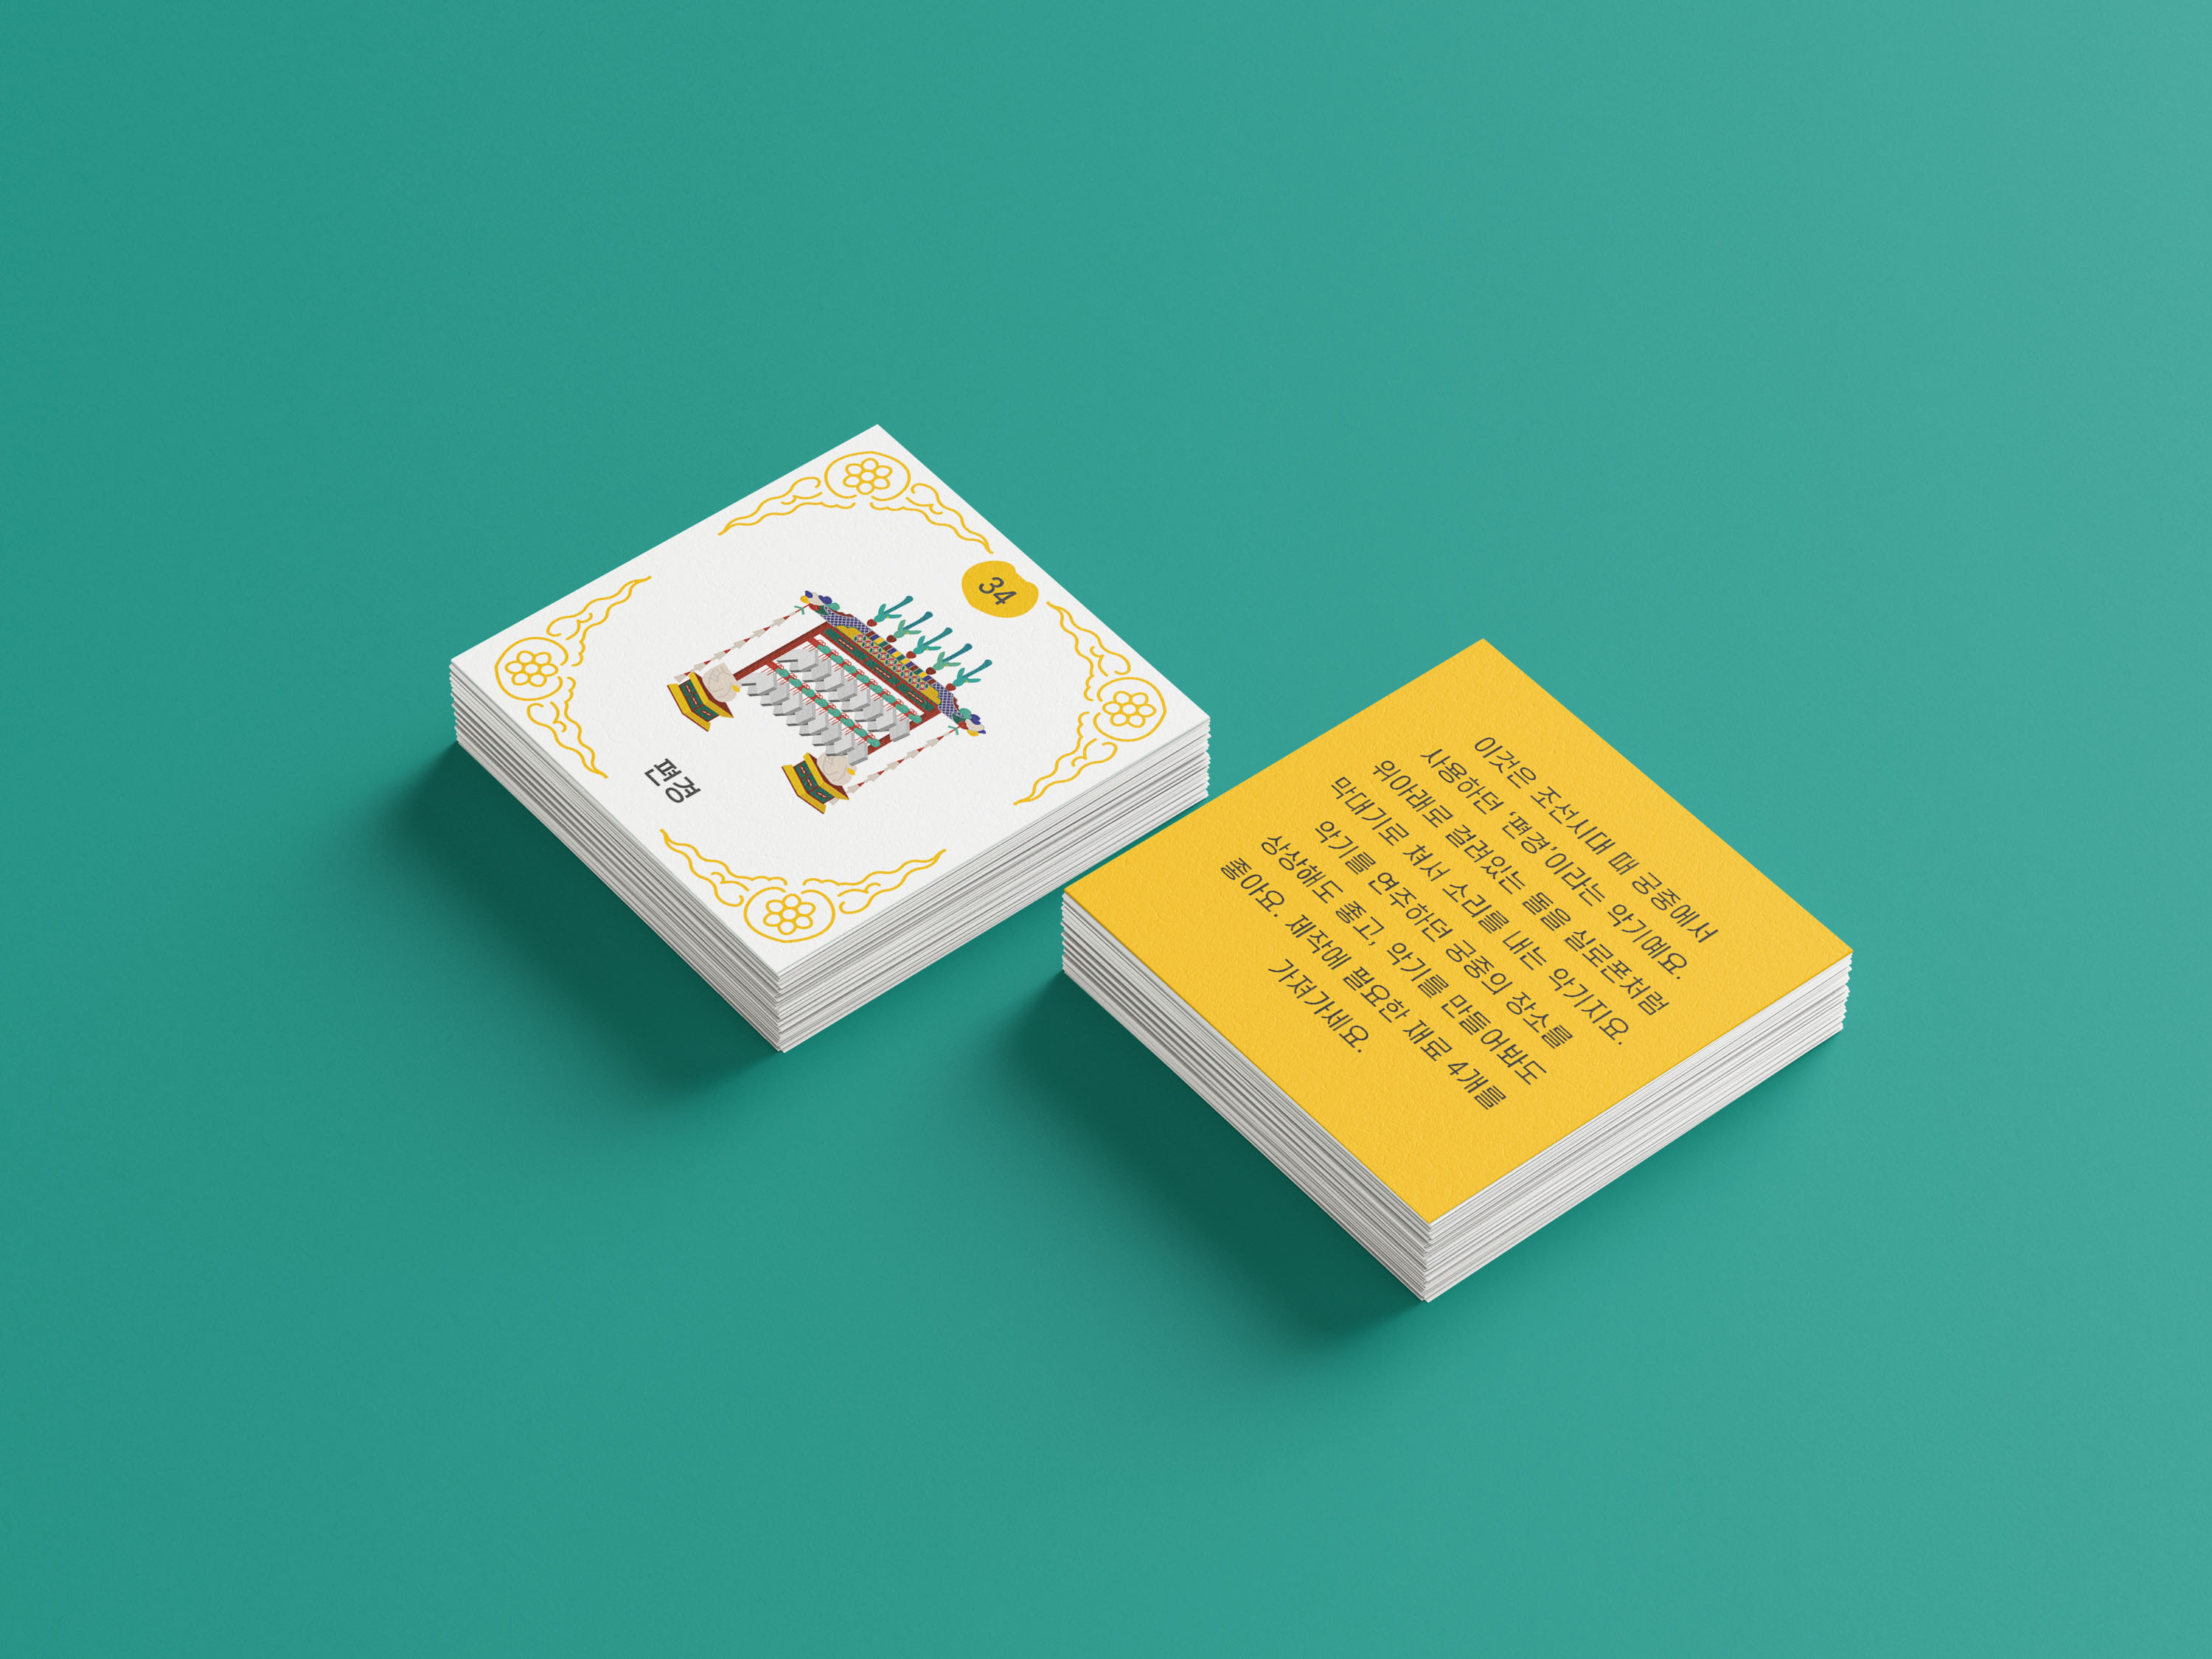 34
편경
이것은 조선시대 때 궁중에서
사용하던 '편경'이라는 악기예요.
위아래로 걸려있는 돌을 실로폰처럼
막대기로 쳐서 소리를 내는 악기지요.
악기를 연주하던 궁중의 장소를
상상해도 좋고, 악기를 만들어봐도
좋아요. 제작에 필요한 재료 4개를
가져가세요.